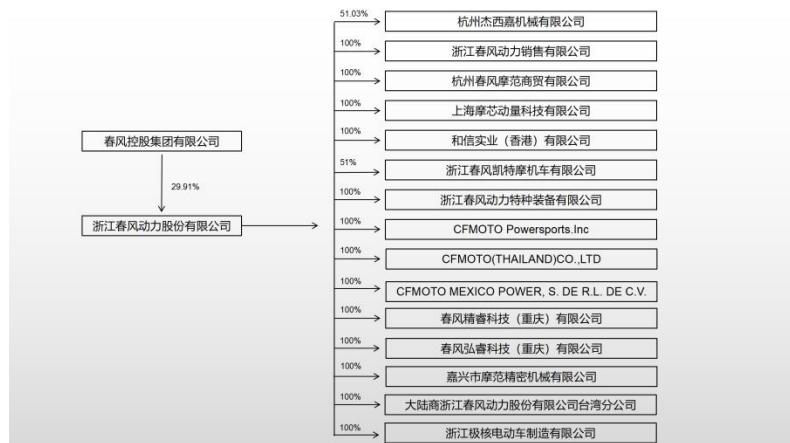 51.03%
杭州杰西嘉机械有限公司
100%
浙江春风动力销售有限公司
100%
杭州春风摩范商贸有限公司
100%
上海摩芯动量科技有限公司
春风控股集团有限公司
100%
和信实业（香港）有限公司
51%
浙江春风凯特摩机车有限公司
29.91%
100%
浙江春风动力特种装备有限公司
浙江春风动力股份有限公司
100%
CFMOTO Powersports.Inc
100%
CFMOTO(THAILAND)CO.,LTD
100%
CFMOTO MEXICO POWER, S. DE R.L. DE C.V.
100%
春风精睿科技（重庆）有限公司
100%
春风弘睿科技（重庆）有限公司
100%
嘉兴市摩范精密机械有限公司
100%
大陆商浙江春风动力股份有限公司台湾分公司
100%
浙江极核电动车制造有限公司